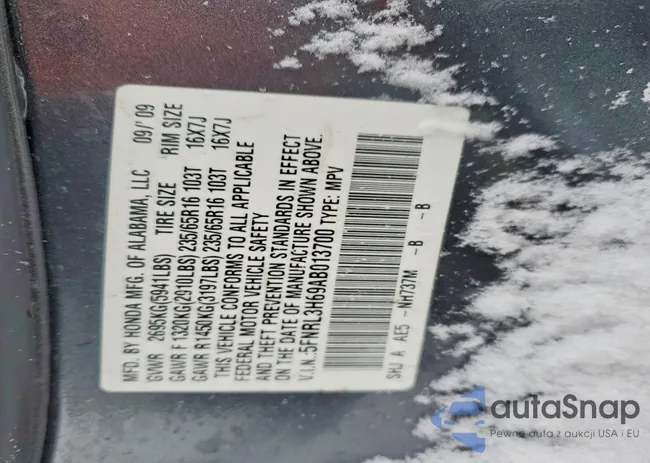 MFD. BY HONDA MFG. OF ALABAMA, LLC 09/'09
GVWR 2695KG(5941LBS) TIRE SIZE RIM SIZE
GAWR F 1320KG(2910LBS) 235/65R16 103T 16X7J
GAWR R 1450KG(3197LBS) 235/65R16 103T 16X7J
THIS VEHICLE CONFORMS TO ALL APPLICABLE
FEDERAL MOTOR VEHICLE SAFETY
AND THEFT PREVENTION STANDARDS IN EFFECT
ON THE DATE OF MANUFACTURE SHOWN ABOVE.
V.I.N. 5FNRL3H69AB013700 TYPE: MPV
SHJ A AE5 - NH737M - B - B
autaSnap
Pewne auta z aukcji USA i EU